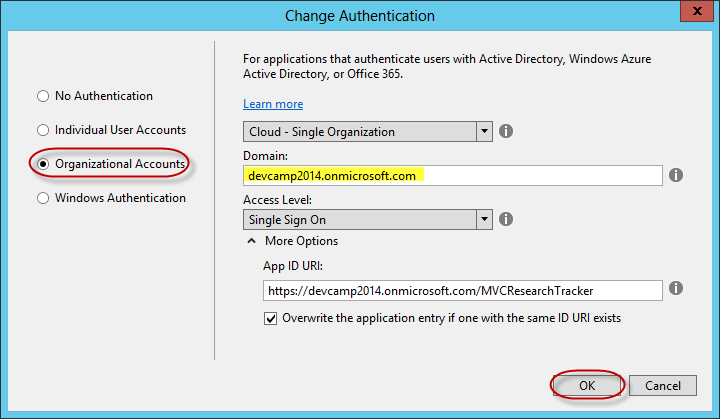 Change Authentication
x
No Authentication
Individual User Accounts
Organizational Accounts
Windows Authentication
For applications that authenticate users with Active Directory, Windows Azure
Active Directory, or Office 365.
Learn more
Cloud - Single Organization
Domain:
devcamp2014.onmicrosoft.com
Access Level:
Single Sign On
More Options
App ID URI:
https://devcamp2014.onmicrosoft.com/MVCResearchTracker
Overwrite the application entry if one with the same ID URI exists
OK
Cancel